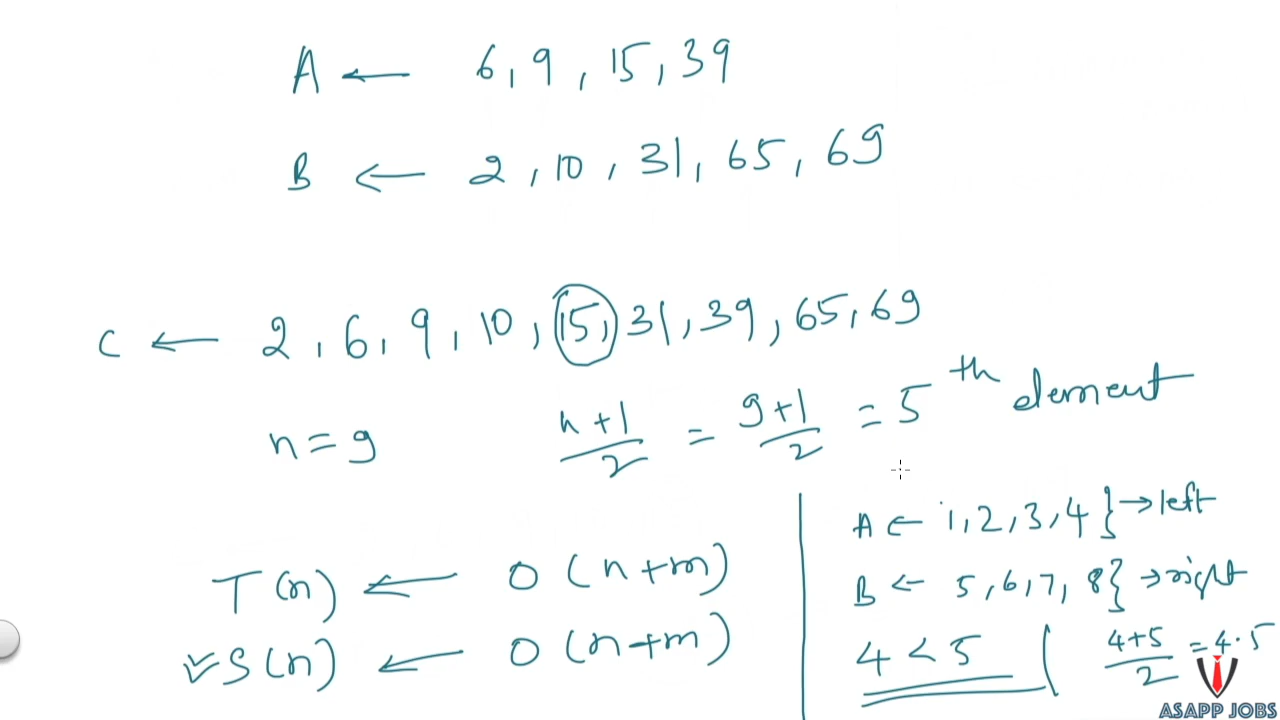 A ← 6, 9, 15, 39
B ← 2, 10, 31, 65, 69
C ← 2, 6, 9, 10, 15, 31, 39, 65, 69
n = 9
n+1/2 = 9+1/2 = 5th element
T(n) ← O(n+m)
✓S(n) ← O(n+m)
A ← 1, 2, 3, 4} → left
B ← 5, 6, 7, 8} → right
4 < 5 | 4+5/2 = 4.5
ASAPP JOBS